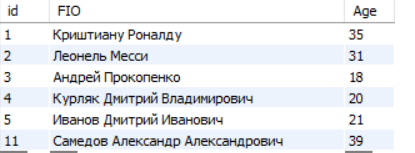 id FIO Age
1 Криштиану Роналду 35
2 Леонель Месси 31
3 Андрей Прокопенко 18
4 Курляк Дмитрий Владимирович 20
5 Иванов Дмитрий Иванович 21
11 Самедов Александр Александрович 39